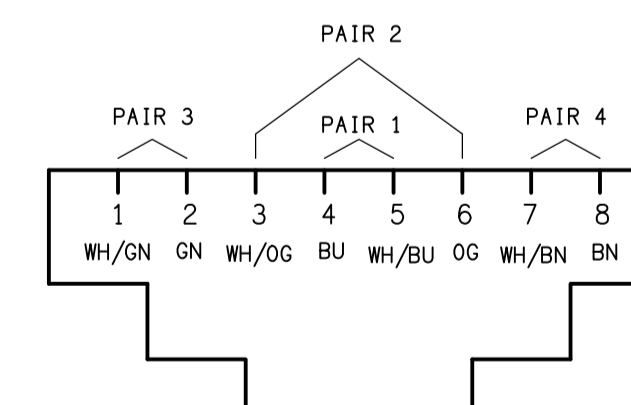 PAIR 2
PAIR 3 PAIR 1 PAIR 4
1 2 3 4 5 6 7 8
WH/GN GN WH/OG BU WH/BU OG WH/BN BN